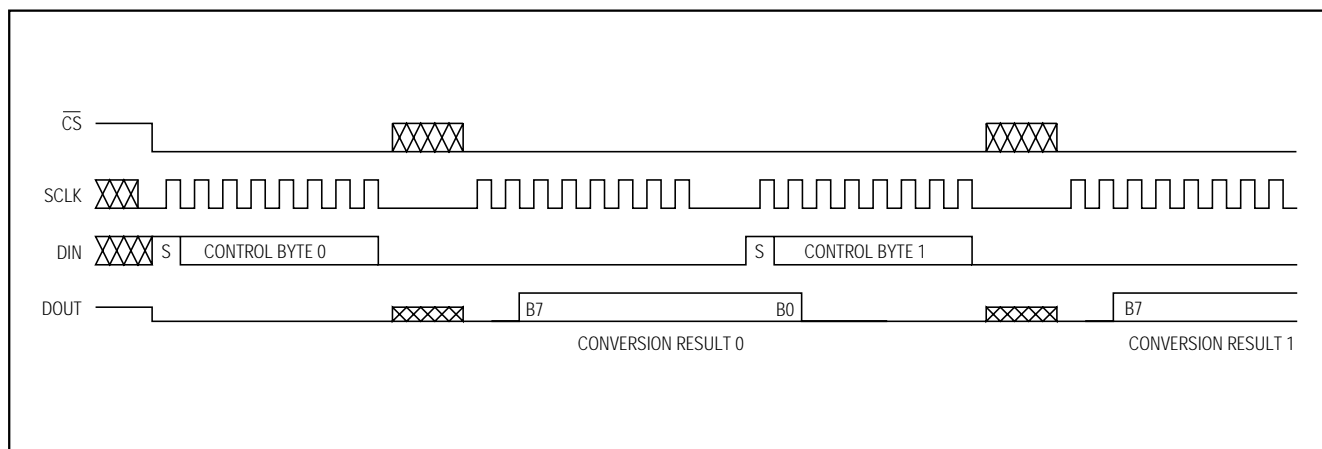 CS
SCLK
DIN S CONTROL BYTE 0 S CONTROL BYTE 1
DOUT B7 B0 B7
CONVERSION RESULT 0 CONVERSION RESULT 1